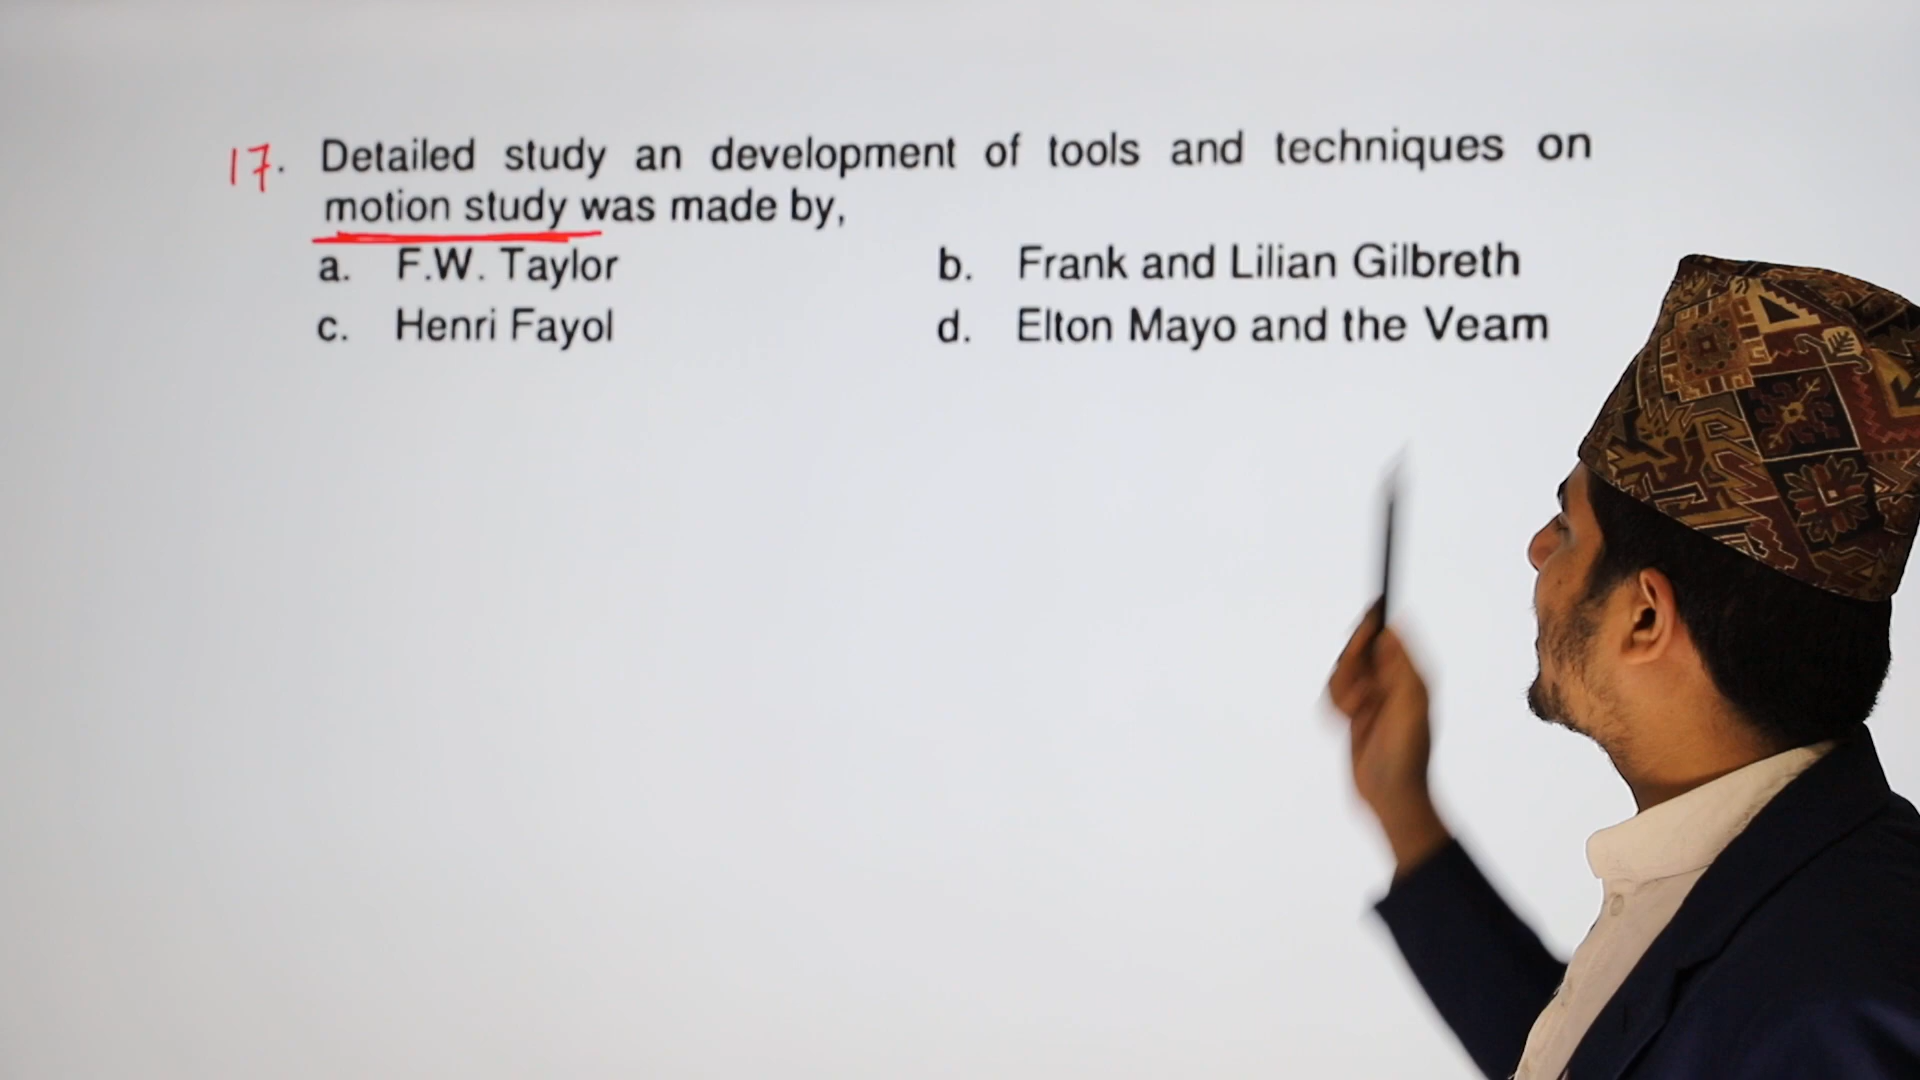 17. Detailed study an development of tools and techniques on
motion study was made by,
a. F.W. Taylor b. Frank and Lilian Gilbreth
c. Henri Fayol d. Elton Mayo and the Veam